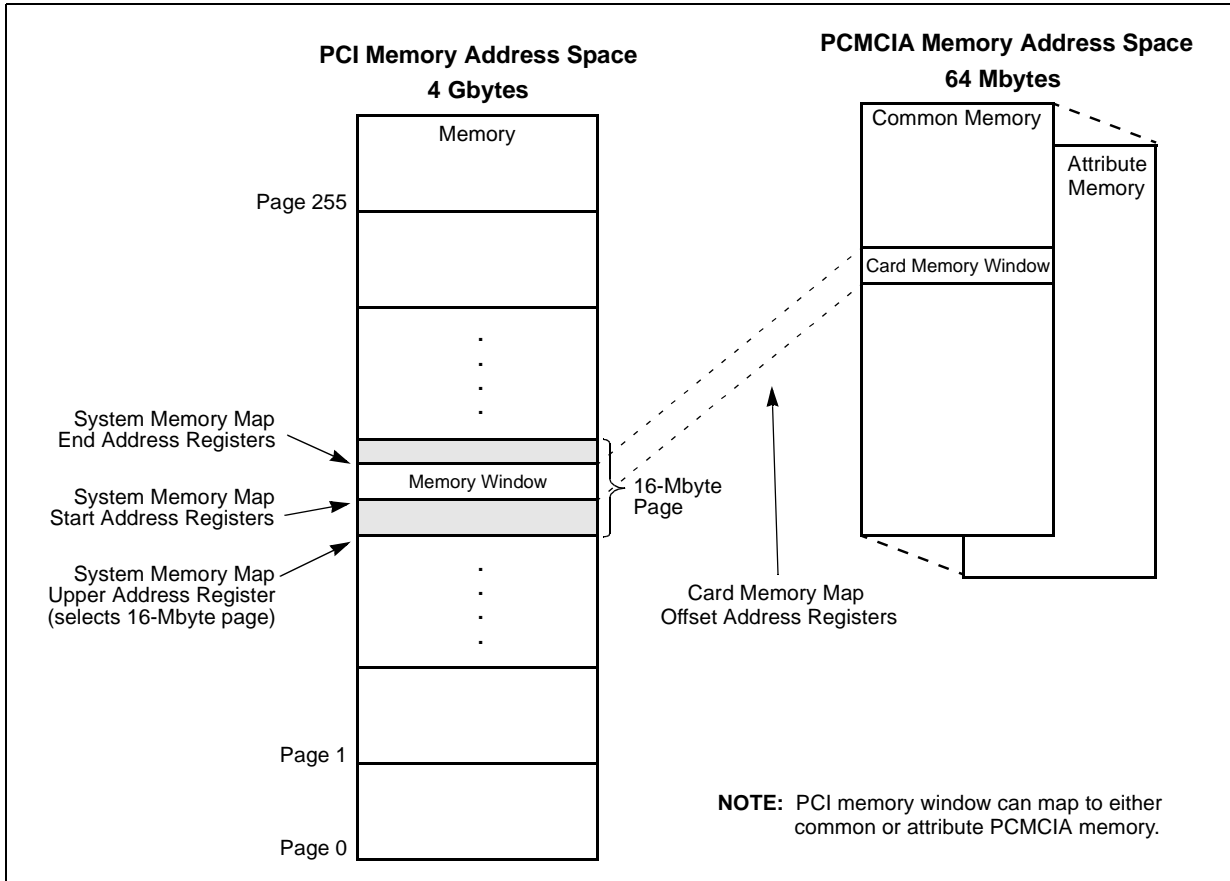 PCI Memory Address Space
4 Gbytes
PCMCIA Memory Address Space
64 Mbytes
Memory
Common Memory
Attribute
Memory
Page 255
Card Memory Window
System Memory Map
End Address Registers
Memory Window
16-Mbyte
Page
System Memory Map
Start Address Registers
System Memory Map
Upper Address Register
(selects 16-Mbyte page)
Card Memory Map
Offset Address Registers
Page 1
Page 0
NOTE: PCI memory window can map to either
common or attribute PCMCIA memory.